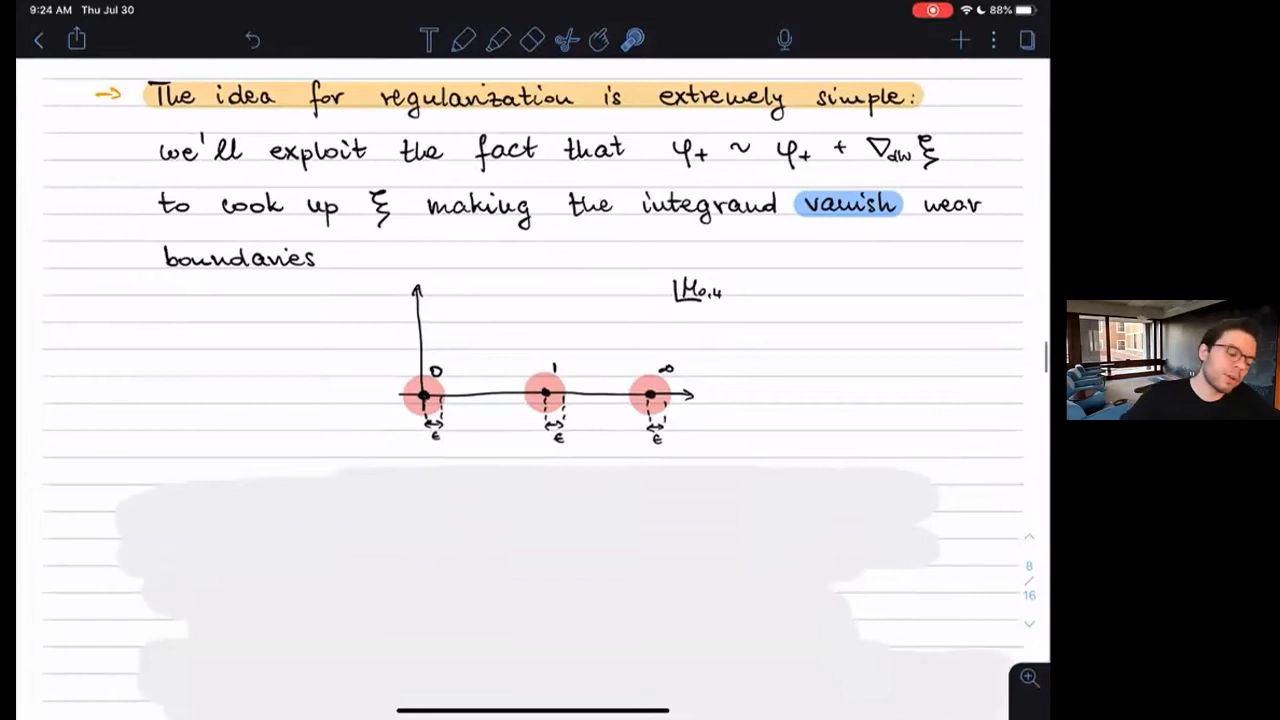 9:24 AM Thu Jul 30
88%
→ The idea for regularization is extremely simple:
we'll exploit the fact that φ₊ ~ φ₊ + ∇dW ξ
to cook up ξ making the integrand vanish near
boundaries
M₀,₄
0 1 ∞
ε ε ε
8
/
16